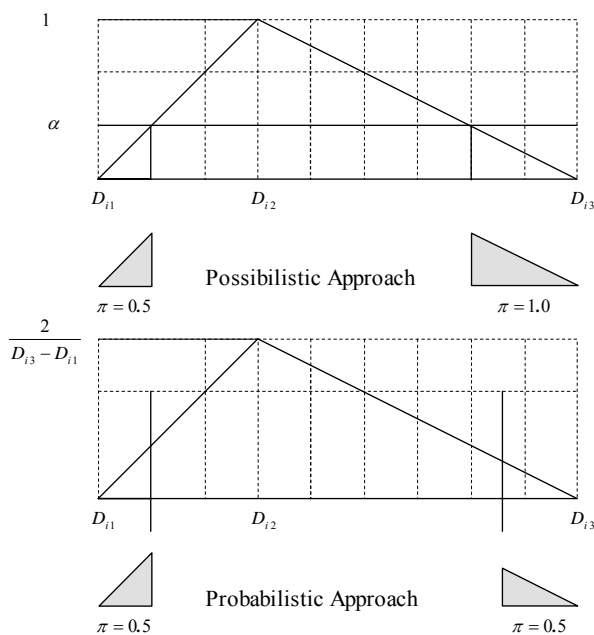 1
α
D_{i1} D_{i2} D_{i3}
Possibilistic Approach
π = 0.5 π = 1.0
2
D_{i3} − D_{i1}
D_{i1} D_{i2} D_{i3}
Probabilistic Approach
π = 0.5 π = 0.5